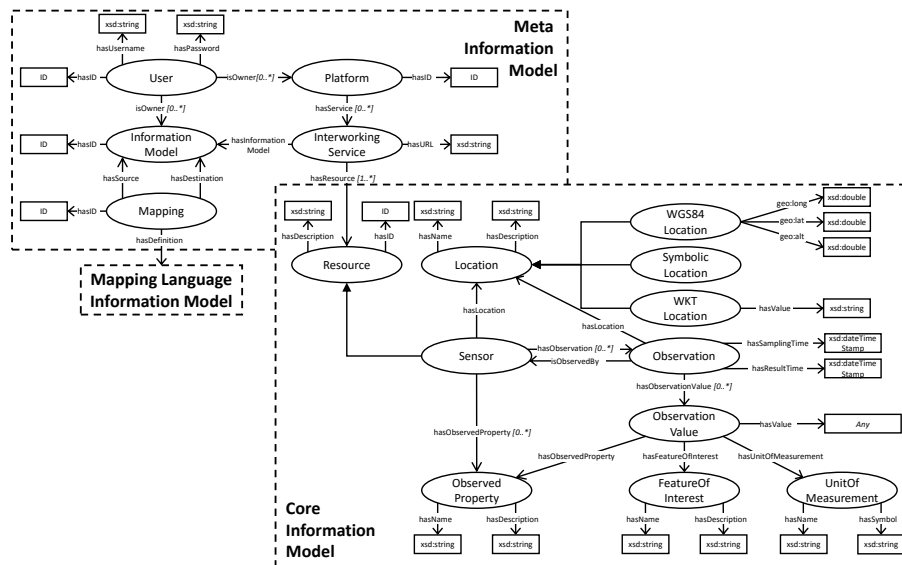 xsd:string
xsd:string
Meta
Information
Model
hasUsername
hasPassword
ID
hasID
User
isOwner[0..*]
Platform
hasID
ID
isOwner [0..*]
hasService [0..*]
ID
hasID
Information
Model
hasInformation
Model
Interworking
Service
hasURL
xsd:string
hasSource
hasDestination
hasResource [1..*]
ID
hasID
Mapping
hasDefinition
Mapping Language
Information Model
xsd:string
ID
xsd:string
xsd:string
hasDescription
hasID
hasName
hasDescription
Resource
Location
WGS84
Location
geo:long
xsd:double
geo:lat
xsd:double
geo:alt
xsd:double
Symbolic
Location
WKT
Location
hasValue
xsd:string
hasLocation
hasLocation
Sensor
hasObservation [0..*]
isObservedBy
Observation
hasSamplingTime
xsd:dateTime
Stamp
hasResultTime
xsd:dateTime
Stamp
hasObservationValue [0..*]
Observation
Value
hasValue
Any
hasObservedProperty [0..*]
hasObservedProperty
hasFeatureOfInterest
hasUnitOfMeasurement
Observed
Property
FeatureOf
Interest
UnitOf
Measurement
hasName
hasDescription
hasName
hasDescription
hasName
hasSymbol
xsd:string
xsd:string
xsd:string
xsd:string
xsd:string
xsd:string
Core
Information
Model